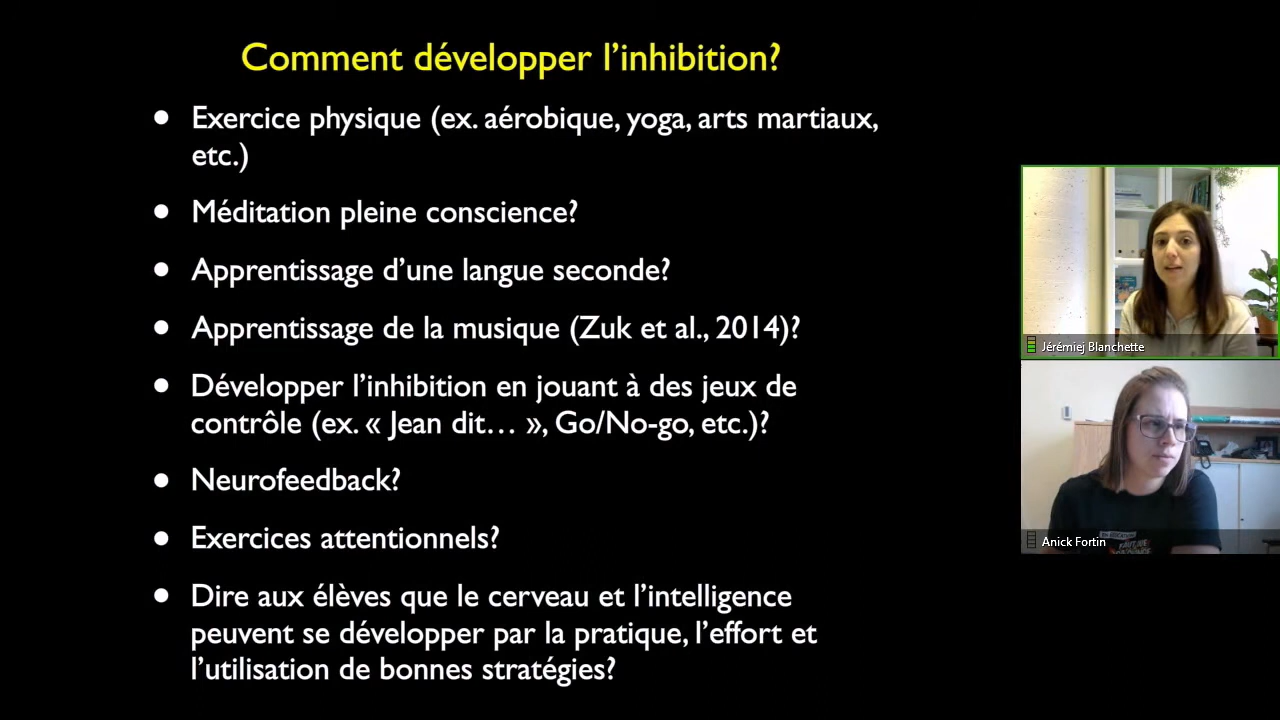 Comment développer l'inhibition?
• Exercice physique (ex. aérobique, yoga, arts martiaux,
etc.)
• Méditation pleine conscience?
• Apprentissage d'une langue seconde?
• Apprentissage de la musique (Zuk et al., 2014)?
• Développer l'inhibition en jouant à des jeux de
contrôle (ex. « Jean dit… », Go/No-go, etc.)?
• Neurofeedback?
• Exercices attentionnels?
• Dire aux élèves que le cerveau et l'intelligence
peuvent se développer par la pratique, l'effort et
l'utilisation de bonnes stratégies?
Jérémiej Blanchette
Anick Fortin